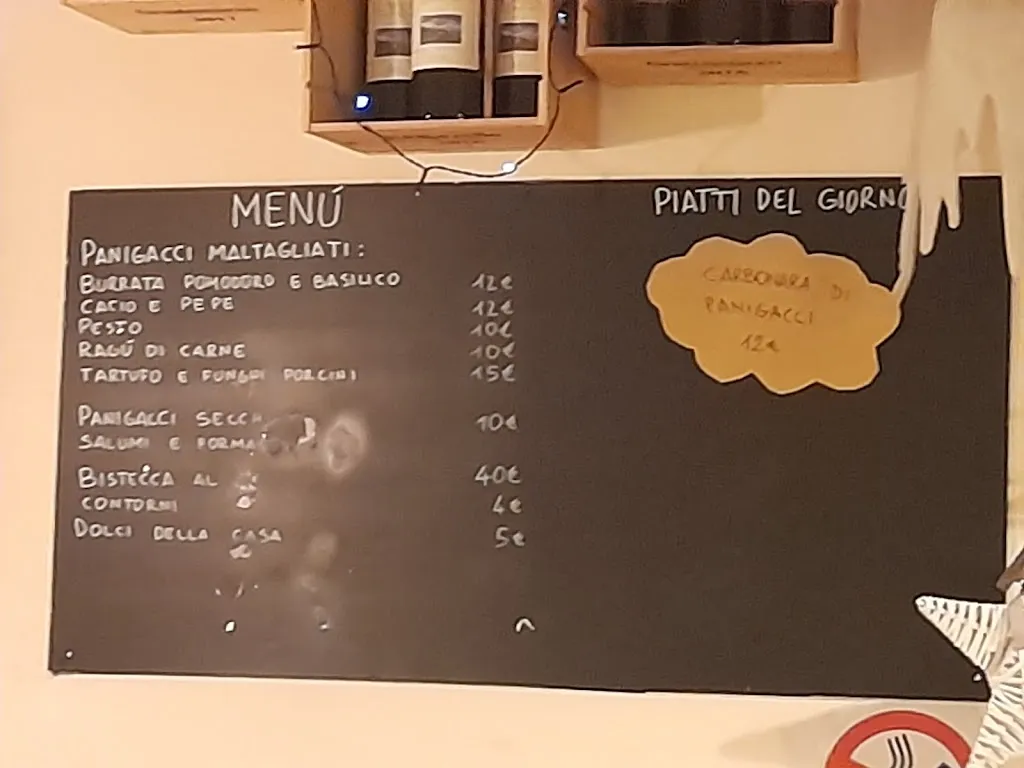 MENÚ
PANIGACCI MALTAGLIATI:
BURRATA POMODORO E BASILICO 12€
CACIO E PEPE 12€
PESTO 10€
RAGÚ DI CARNE 10€
TARTUFO E FUNGHI PORCINI 15€
PANIGACCI 10€
SALUMI E
BISTECCA AL 40€
CONTORNI 4€
DOLCI DELLA CASA 5€
PIATTI DEL GIORNO
CARBONARA DI
PANIGACCI
12€